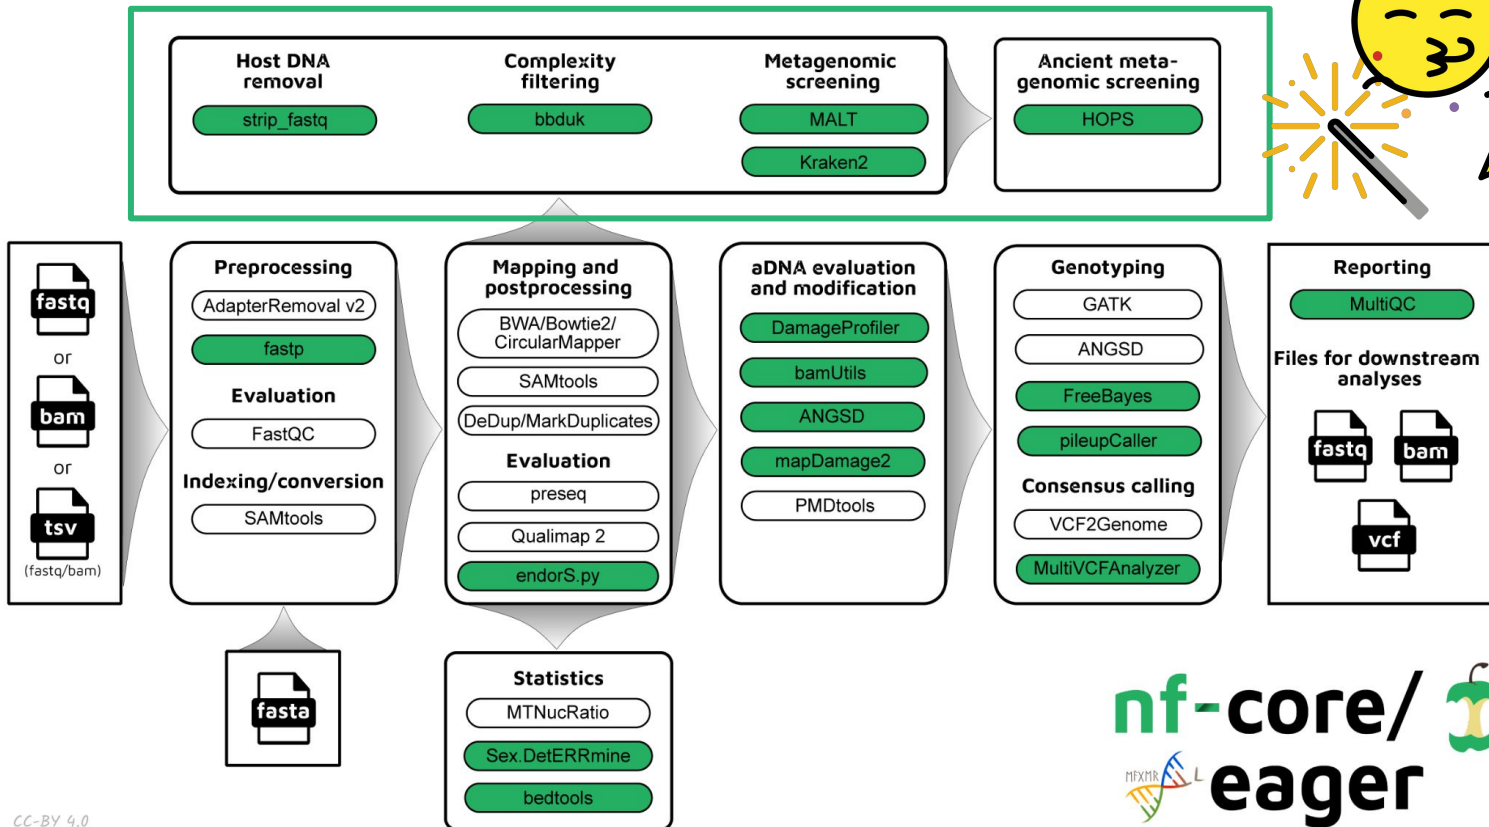 Host DNA
removal
strip_fastq
Complexity
filtering
bbduk
Metagenomic
screening
MALT
Kraken2
Ancient meta-
genomic screening
HOPS
fastq
or
bam
or
tsv
(fastq/bam)
Preprocessing
AdapterRemoval v2
fastp
Evaluation
FastQC
Indexing/conversion
SAMtools
fasta
Mapping and
postprocessing
BWA/Bowtie2/
CircularMapper
SAMtools
DeDup/MarkDuplicates
Evaluation
preseq
Qualimap 2
endorS.py
Statistics
MTNucRatio
Sex.DetERRmine
bedtools
aDNA evaluation
and modification
DamageProfiler
bamUtils
ANGSD
mapDamage2
PMDtools
Genotyping
GATK
ANGSD
FreeBayes
pileupCaller
Consensus calling
VCF2Genome
MultiVCFAnalyzer
Reporting
MultiQC
Files for downstream
analyses
fastq
bam
vcf
nf-core/
MFXMR L
eager
CC-BY 4.0